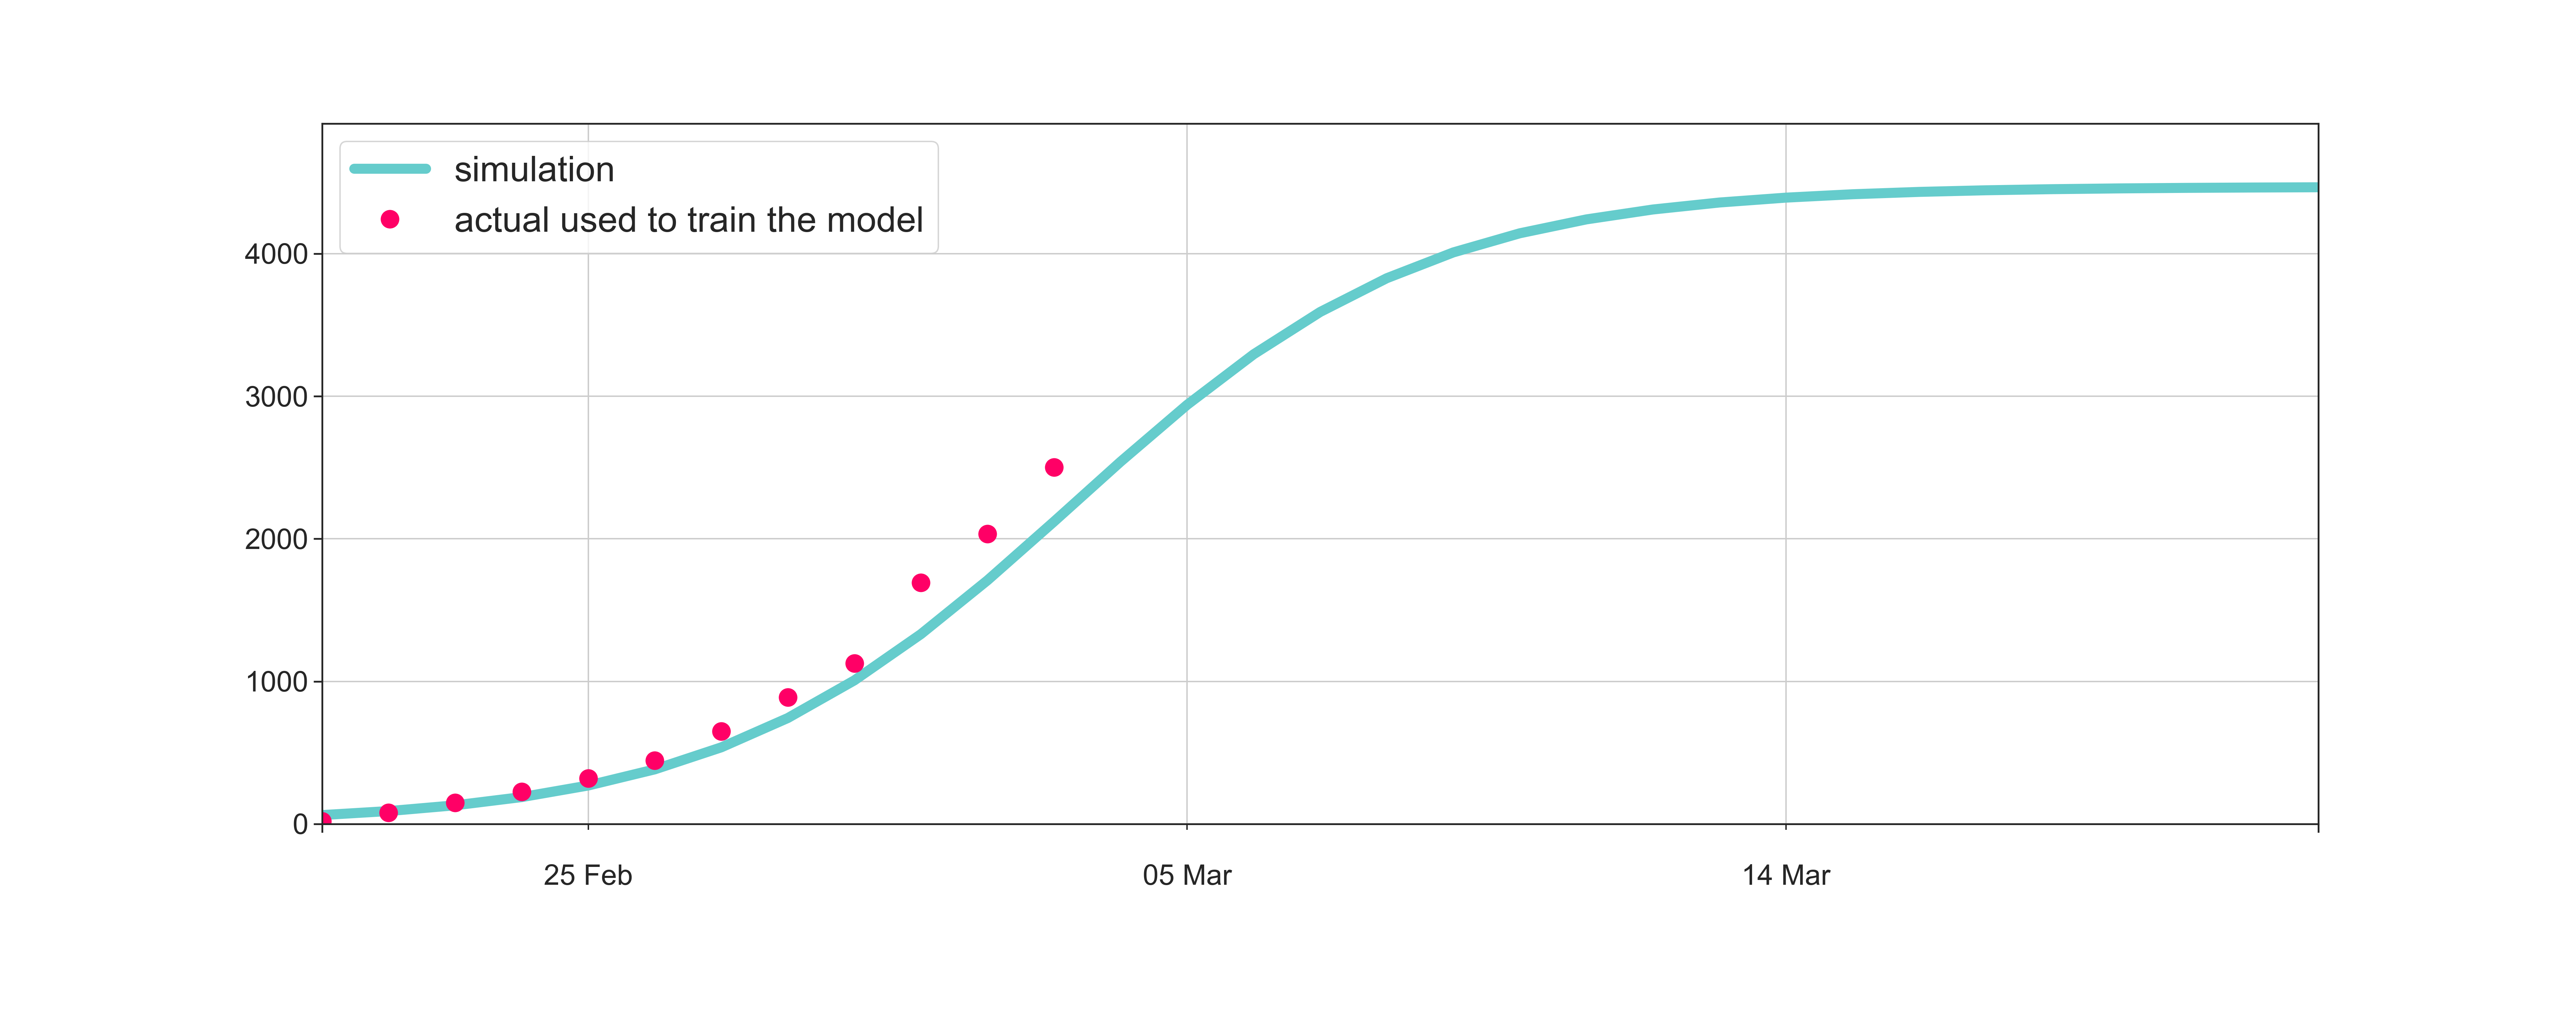 simulation
actual used to train the model
4000
3000
2000
1000
0
25 Feb
05 Mar
14 Mar